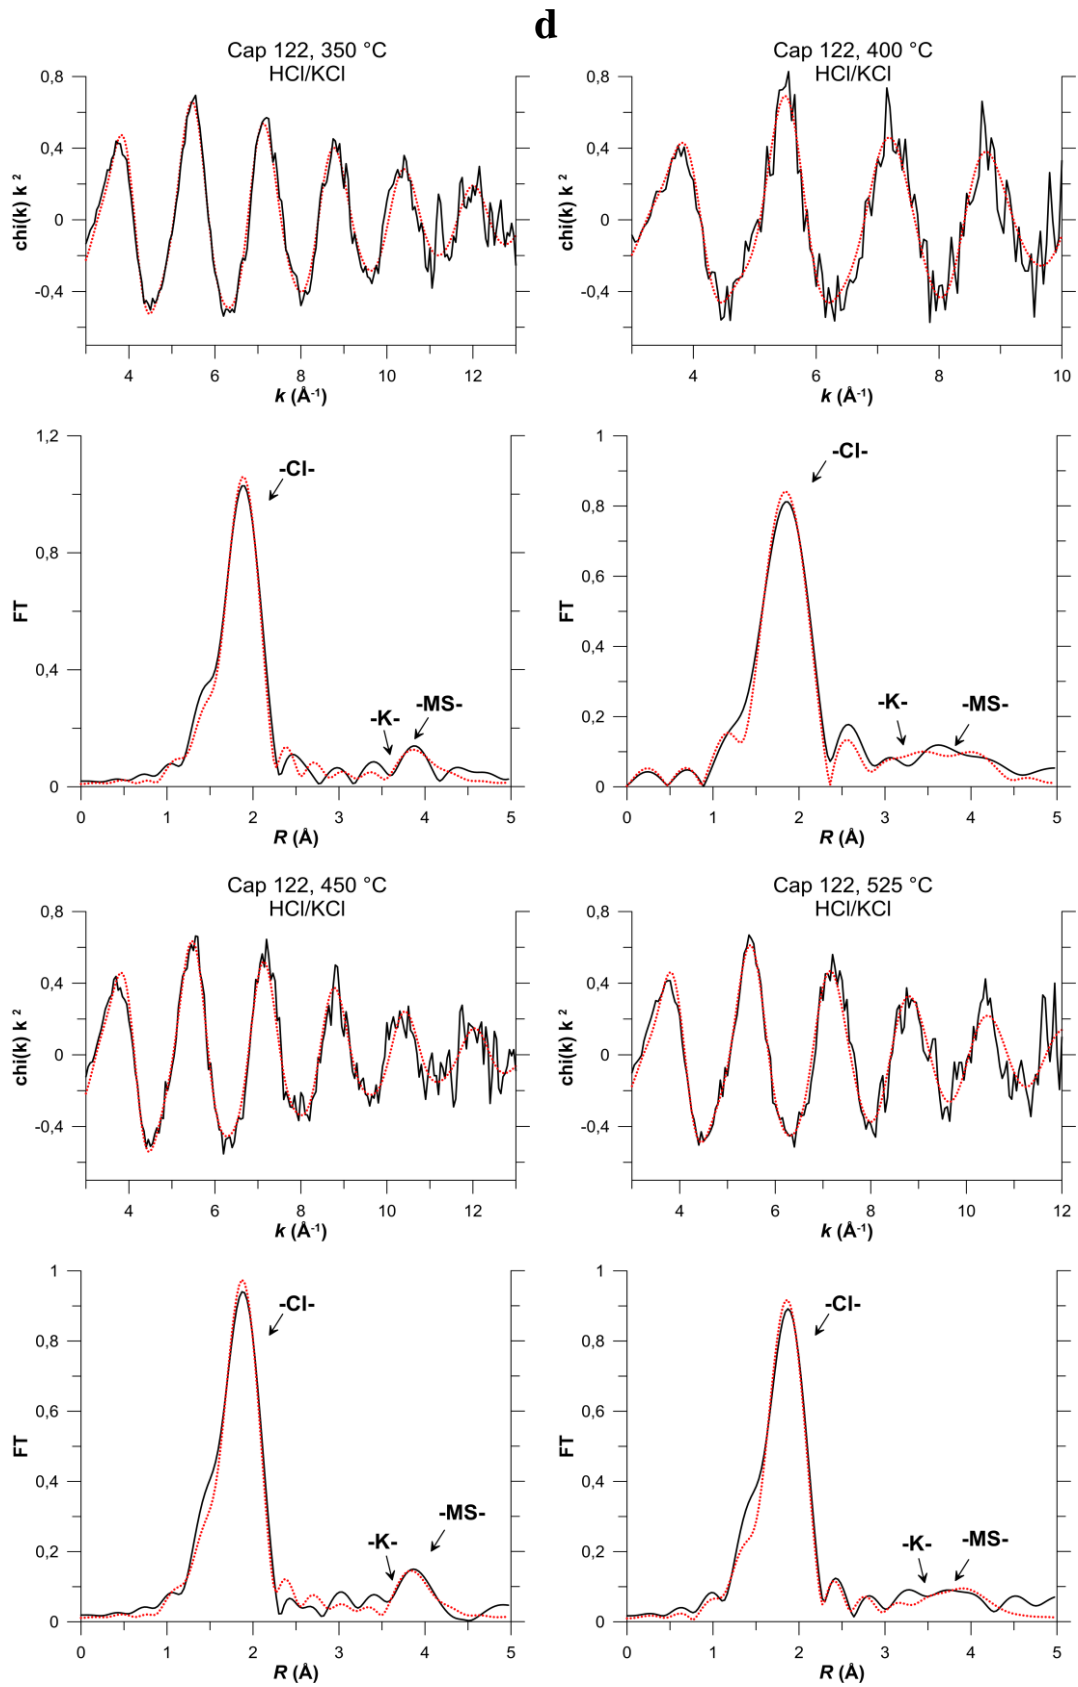 d
Cap 122, 350 °C
HCl/KCl
0,8
0,4
0
-0,4
chi(k) k ²
4
6
8
10
12
k (Å⁻¹)
Cap 122, 400 °C
HCl/KCl
0,8
0,4
0
-0,4
chi(k) k ²
4
6
8
10
k (Å⁻¹)
1,2
0,8
0,4
0
FT
-Cl-
-K-
-MS-
0
1
2
3
4
5
R (Å)
1
0,8
0,6
0,4
0,2
0
FT
-Cl-
-K-
-MS-
0
1
2
3
4
5
R (Å)
Cap 122, 450 °C
HCl/KCl
0,8
0,4
0
-0,4
chi(k) k ²
4
6
8
10
12
k (Å⁻¹)
Cap 122, 525 °C
HCl/KCl
0,8
0,4
0
-0,4
chi(k) k ²
4
6
8
10
12
k (Å⁻¹)
1
0,8
0,6
0,4
0,2
0
FT
-Cl-
-K-
-MS-
0
1
2
3
4
5
R (Å)
1
0,8
0,6
0,4
0,2
0
FT
-Cl-
-K-
-MS-
0
1
2
3
4
5
R (Å)